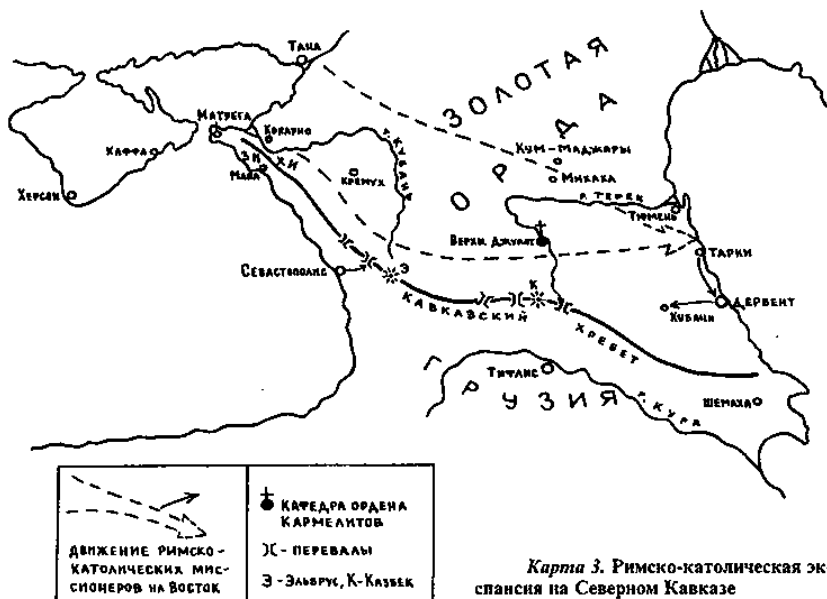 ТАНА
ЗОЛОТАЯ
ОРДА
МАТРЕГА
КОПАРИО
Р. КУБАНЬ
ЗИХИ
МАПА
КРЕМУХ
КАФФА
ХЕРСОН
КУМ-МАДЖАРЫ
МИХАХА
Р. ТЕРЕК
ТЮМЕНЬ
ВЕРХН. ДЖУЛАТ
ТАРКИ
СЕВАСТОПОЛИС
Э
К
КАВКАЗСКИЙ
ХРЕБЕТ
КУБАЧИ
ДЕРБЕНТ
ГРУЗИЯ
ТИФЛИС
Р. КУРА
ШЕМАХА
ДВИЖЕНИЕ РИМСКО-
КАТОЛИЧЕСКИХ МИС-
СИОНЕРОВ НА ВОСТОК
КАФЕДРА ОРДЕНА
КАРМЕЛИТОВ
- ПЕРЕВАЛЫ
Э - ЭЛЬБРУС, К - КАЗБЕК
Карта 3. Римско-католическая эк-
спансия на Северном Кавказе